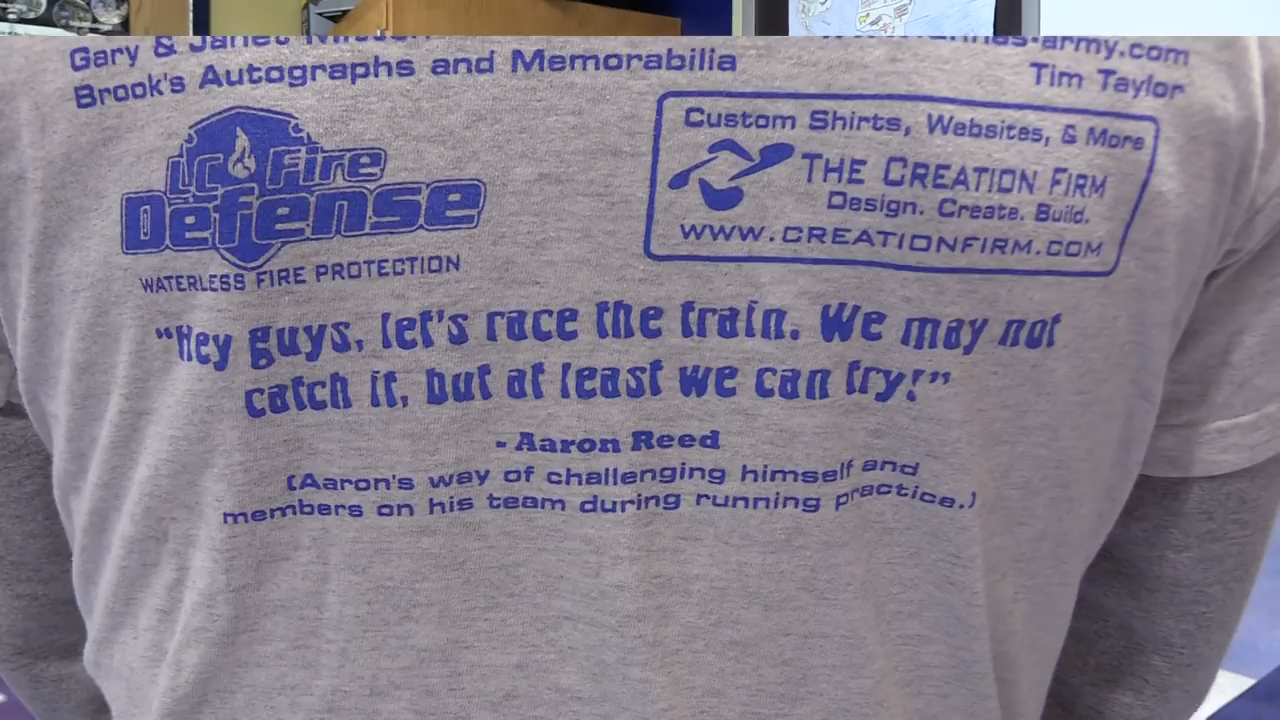 Gary & Janet
army.com
Brook's Autographs and Memorabilia
Tim Taylor
LC Fire
Defense
WATERLESS FIRE PROTECTION
Custom Shirts, Websites, & More
THE CREATION FIRM
Design. Create. Build.
WWW.CREATIONFIRM.COM
"Hey guys, let's race the train. We may not
catch it, but at least we can try!"
- Aaron Reed
(Aaron's way of challenging himself and
members on his team during running practice.)